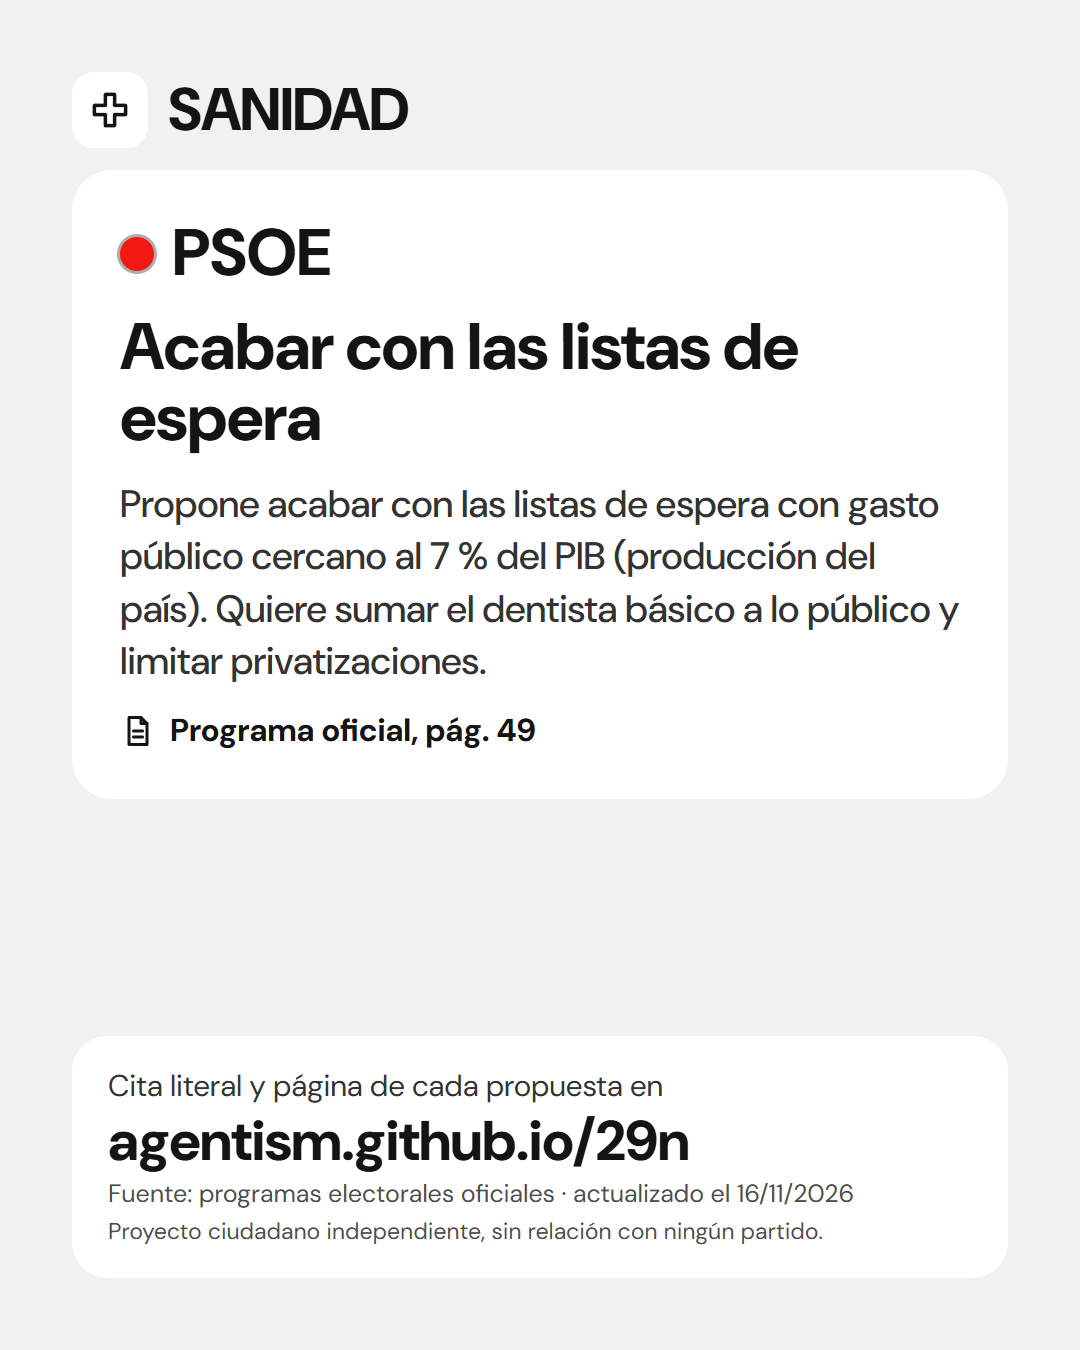 SANIDAD
PSOE
Acabar con las listas de
espera
Propone acabar con las listas de espera con gasto
público cercano al 7 % del PIB (producción del
país). Quiere sumar el dentista básico a lo público y
limitar privatizaciones.
Programa oficial, pág. 49
Cita literal y página de cada propuesta en
agentism.github.io/29n
Fuente: programas electorales oficiales · actualizado el 16/11/2026
Proyecto ciudadano independiente, sin relación con ningún partido.